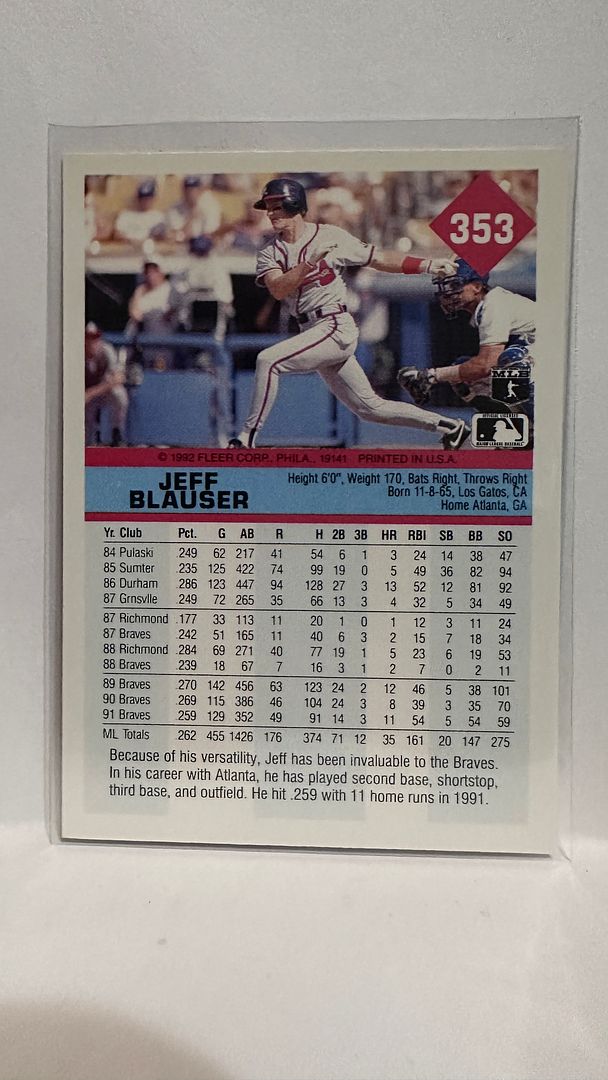 353
MLB
OFFICIAL LICENSEE
MAJOR LEAGUE BASEBALL
© 1992 FLEER CORP., PHILA., 19141 PRINTED IN U.S.A.
JEFF
BLAUSER
Height 6'0", Weight 170, Bats Right, Throws Right
Born 11-8-65, Los Gatos, CA
Home Atlanta, GA
Yr. Club Pct. G AB R H 2B 3B HR RBI SB BB SO
84 Pulaski .249 62 217 41 54 6 1 3 24 14 38 47
85 Sumter .235 125 422 74 99 19 0 5 49 36 82 94
86 Durham .286 123 447 94 128 27 3 13 52 12 81 92
87 Grnsvlle .249 72 265 35 66 13 3 4 32 5 34 49
87 Richmond .177 33 113 11 20 1 0 1 12 3 11 24
87 Braves .242 51 165 11 40 6 3 2 15 7 18 34
88 Richmond .284 69 271 40 77 19 1 5 23 6 19 53
88 Braves .239 18 67 7 16 3 1 2 7 0 2 11
89 Braves .270 142 456 63 123 24 2 12 46 5 38 101
90 Braves .269 115 386 46 104 24 3 8 39 3 35 70
91 Braves .259 129 352 49 91 14 3 11 54 5 54 59
ML Totals .262 455 1426 176 374 71 12 35 161 20 147 275
Because of his versatility, Jeff has been invaluable to the Braves.
In his career with Atlanta, he has played second base, shortstop,
third base, and outfield. He hit .259 with 11 home runs in 1991.